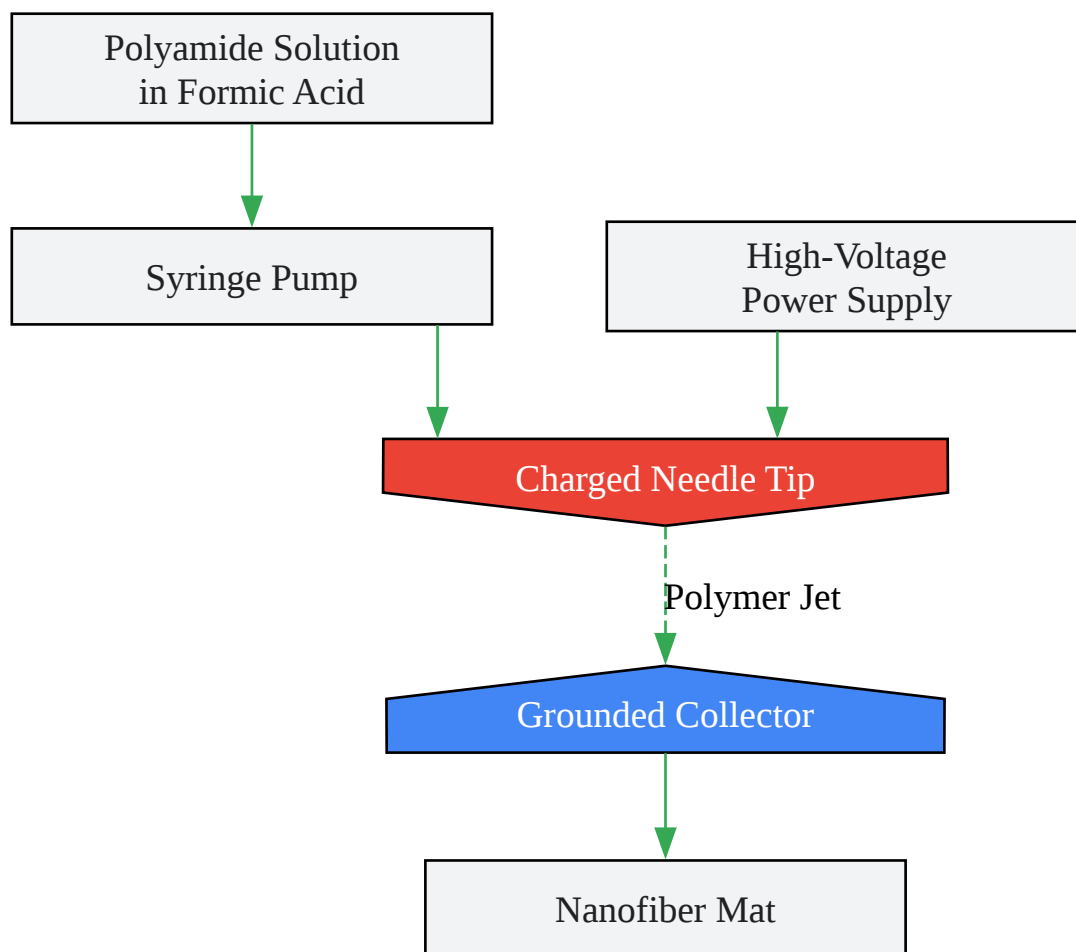 Polyamide Solution
in Formic Acid
Syringe Pump
High-Voltage
Power Supply
Charged Needle Tip
Polymer Jet
Grounded Collector
Nanofiber Mat